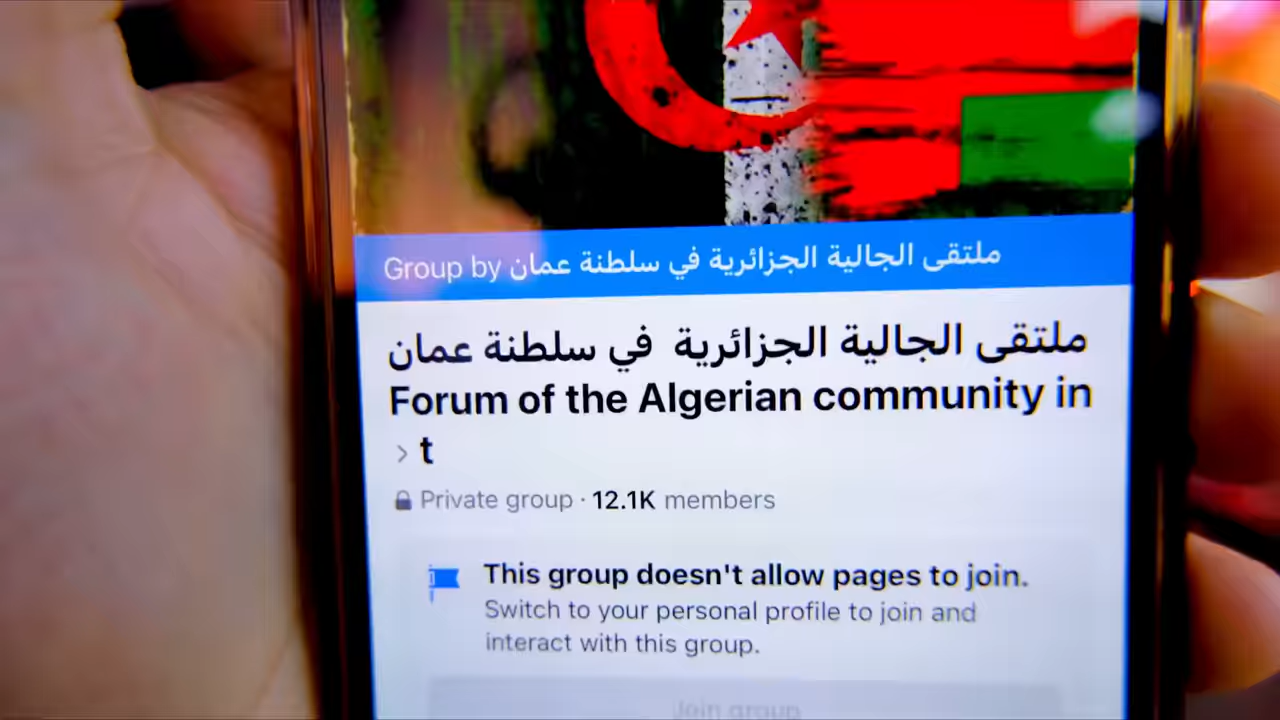 Group by ملتقى الجالية الجزائرية في سلطنة عمان
ملتقى الجالية الجزائرية في سلطنة عمان
Forum of the Algerian community in
› t
Private group · 12.1K members
This group doesn't allow pages to join.
Switch to your personal profile to join and
interact with this group.
Join group